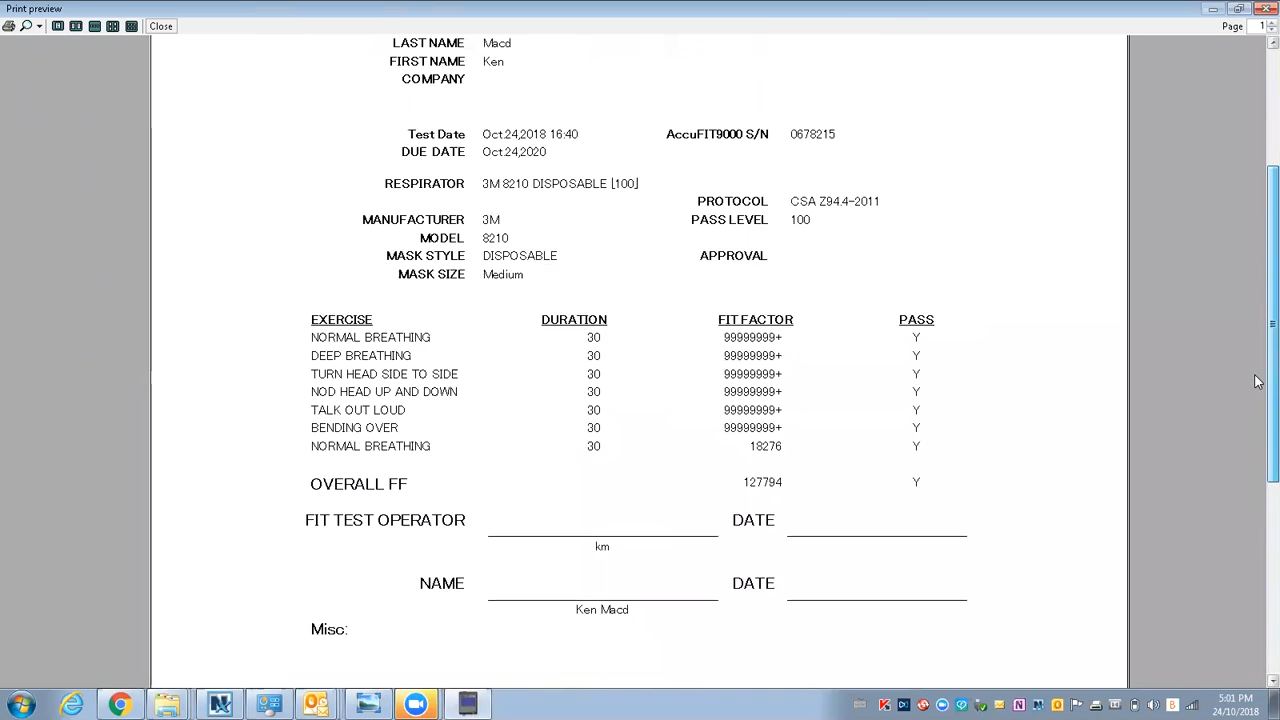 Print preview
Close
Page 1
LAST NAME Macd
FIRST NAME Ken
COMPANY
Test Date Oct.24,2018 16:40 AccuFIT9000 S/N 0678215
DUE DATE Oct.24,2020
RESPIRATOR 3M 8210 DISPOSABLE [100]
PROTOCOL CSA Z94.4-2011
MANUFACTURER 3M PASS LEVEL 100
MODEL 8210
MASK STYLE DISPOSABLE APPROVAL
MASK SIZE Medium
EXERCISE DURATION FIT FACTOR PASS
NORMAL BREATHING 30 99999999+ Y
DEEP BREATHING 30 99999999+ Y
TURN HEAD SIDE TO SIDE 30 99999999+ Y
NOD HEAD UP AND DOWN 30 99999999+ Y
TALK OUT LOUD 30 99999999+ Y
BENDING OVER 30 99999999+ Y
NORMAL BREATHING 30 18276 Y
OVERALL FF 127794 Y
FIT TEST OPERATOR DATE
km
NAME DATE
Ken Macd
Misc:
5:01 PM
24/10/2018